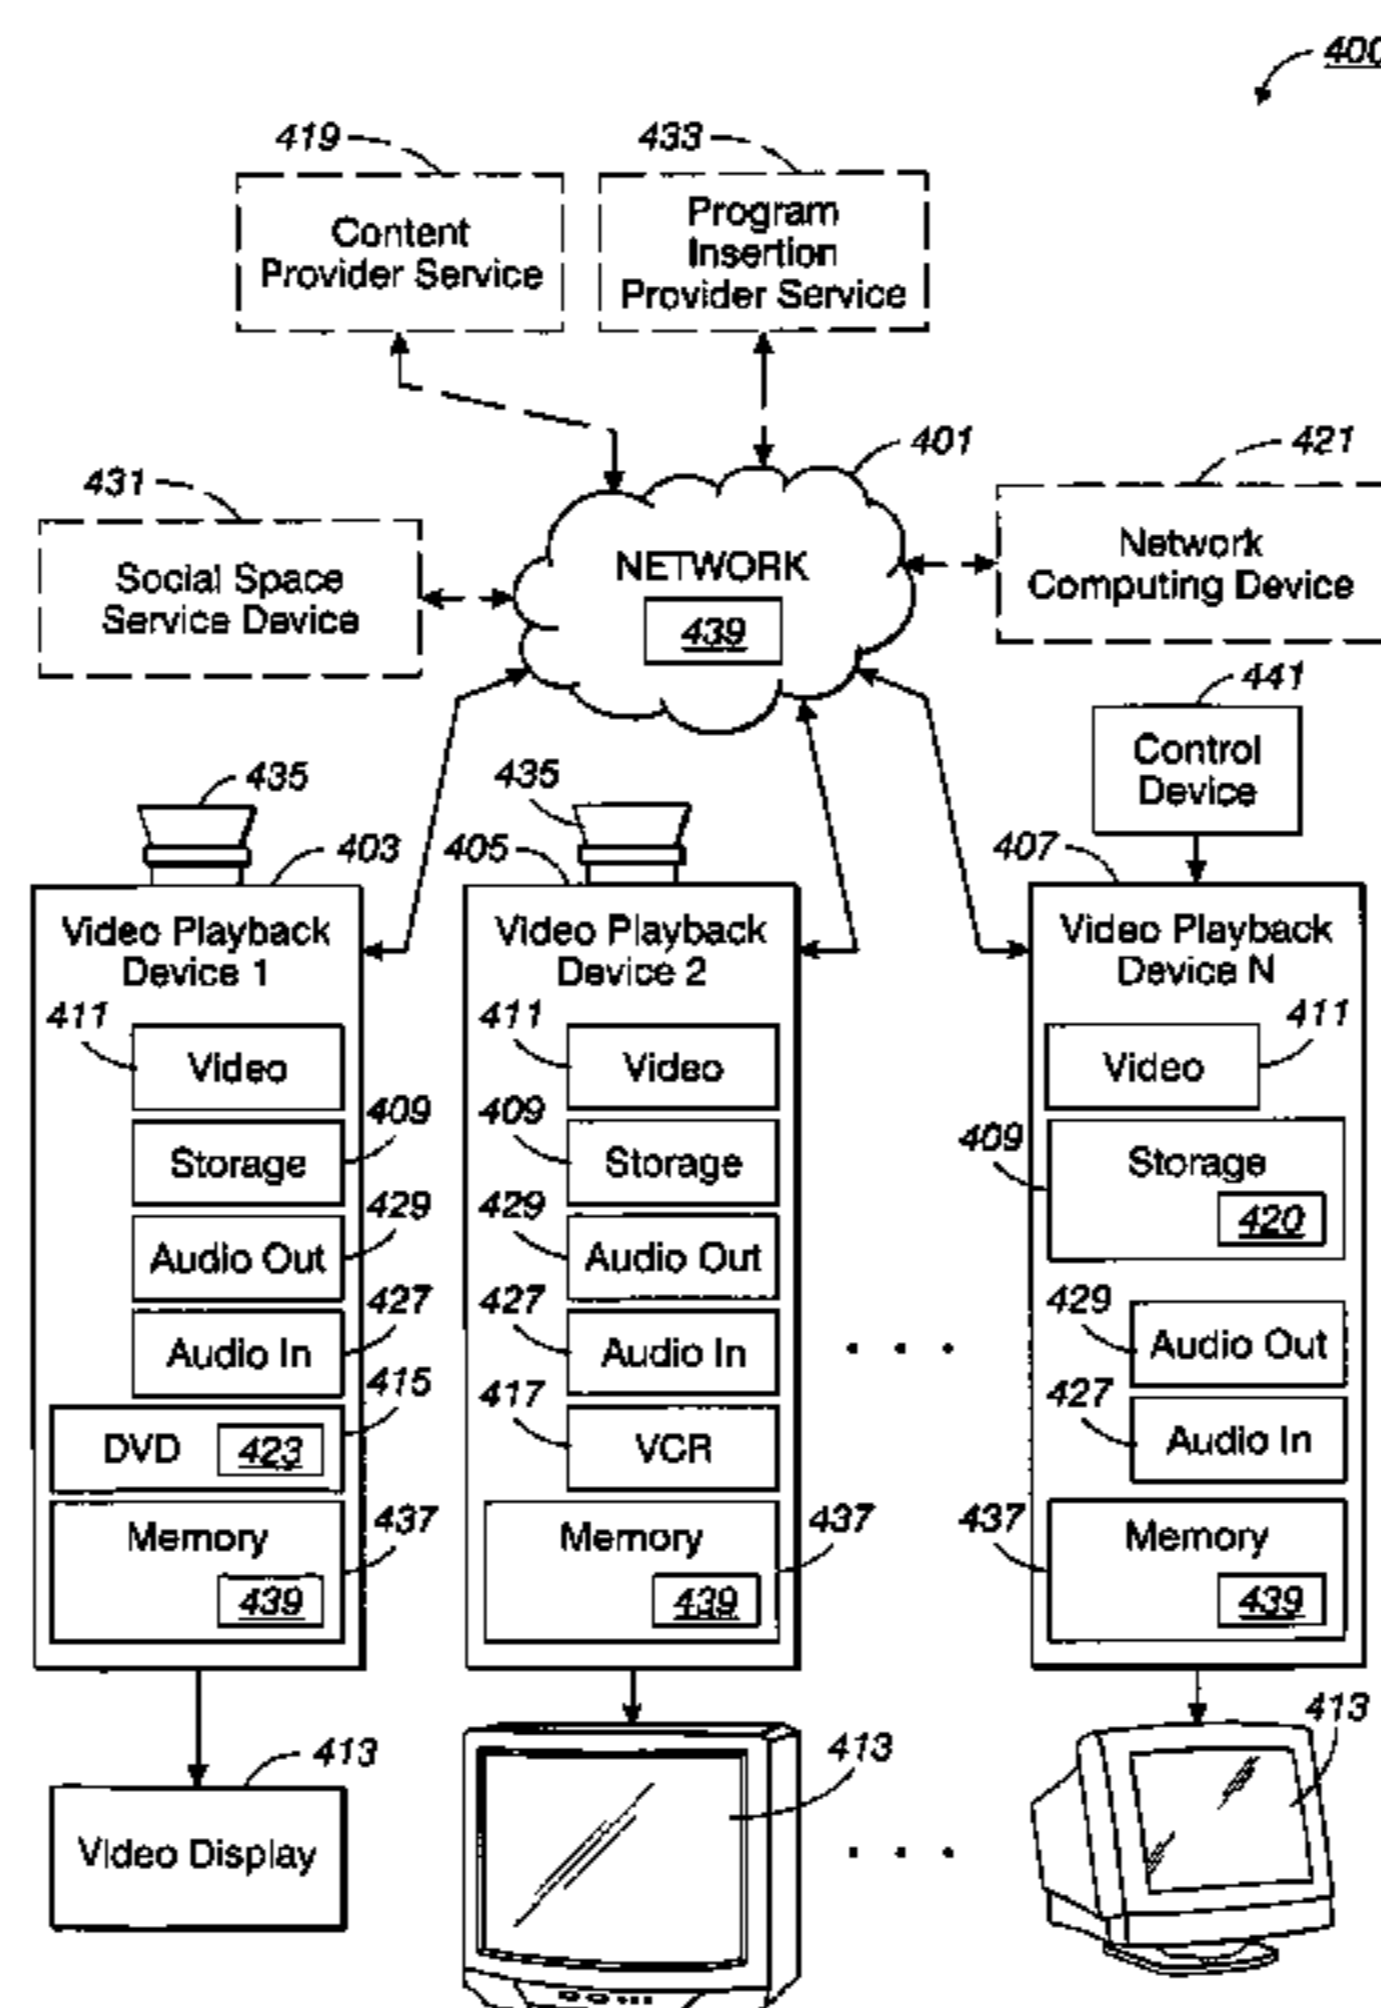 400
419
433
Content
Provider Service
Program
Insertion
Provider Service
401
421
431
Social Space
Service Device
NETWORK
439
Network
Computing Device
441
Control
Device
435
435
403
405
407
Video Playback
Device 1
411
Video
409
Storage
429
Audio Out
427
Audio In
415
DVD
423
Memory
437
439
Video Playback
Device 2
411
Video
409
Storage
429
Audio Out
427
Audio In
417
VCR
Memory
437
439
Video Playback
Device N
411
Video
409
Storage
420
429
Audio Out
427
Audio In
437
Memory
439
. . .
413
Video Display
413
. . .
413